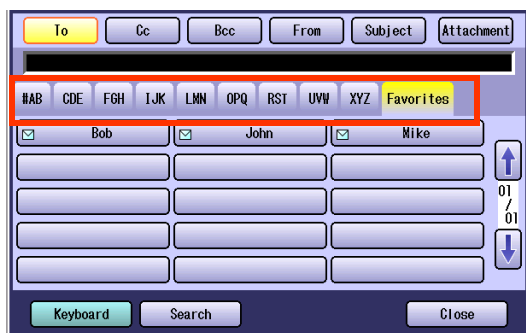 To Cc Bcc From Subject Attachment
#AB CDE FGH IJK LMN OPQ RST UVW XYZ Favorites
Bob John Mike
01
/
01
Keyboard Search Close